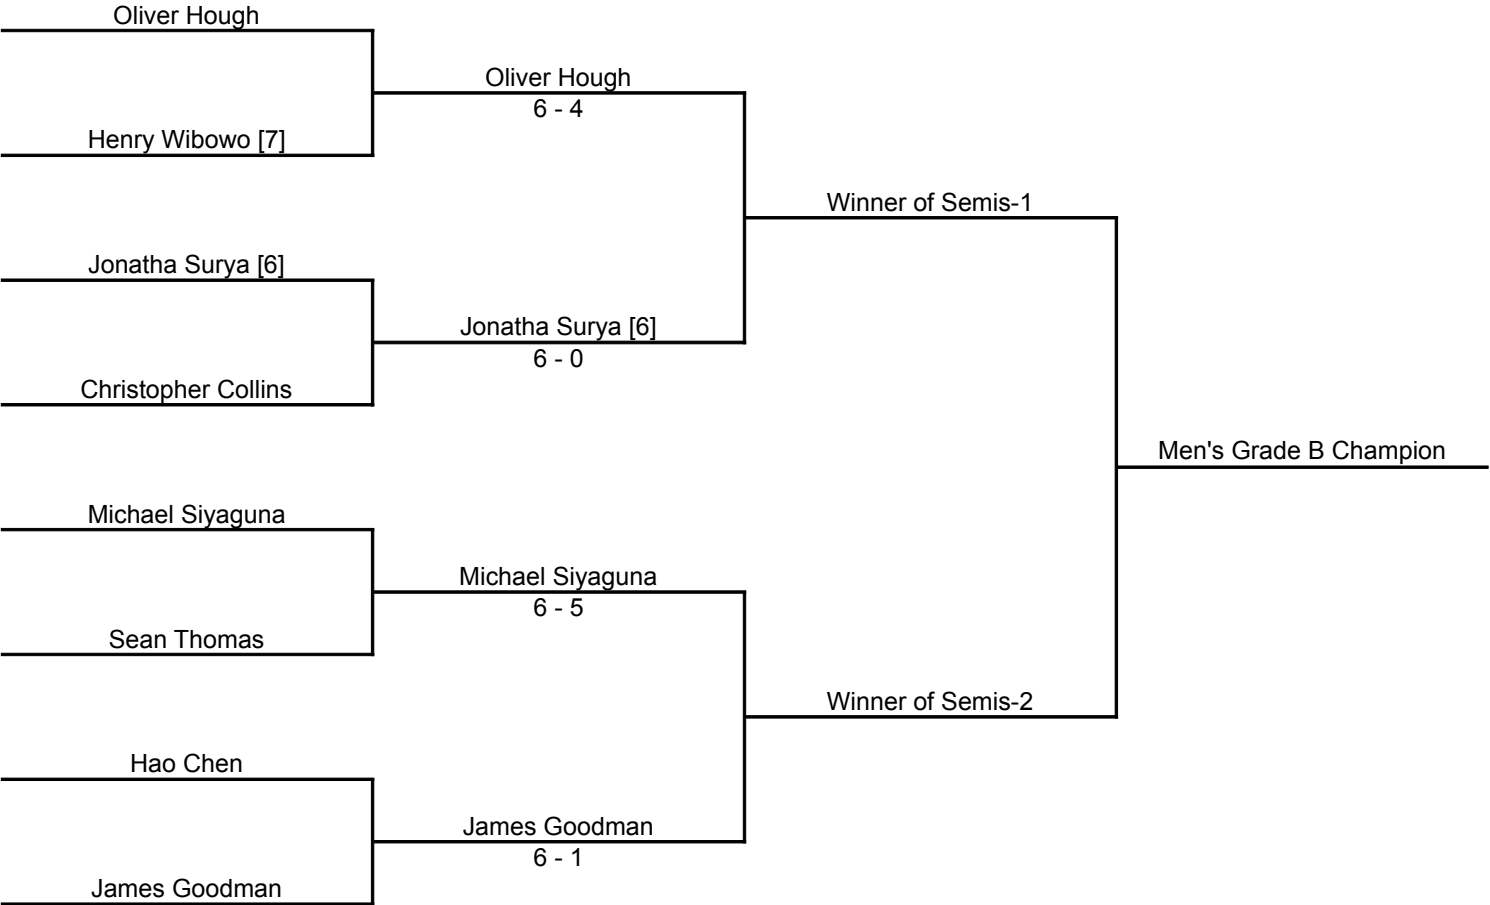 Oliver Hough
Oliver Hough
6 - 4
Henry Wibowo [7]
Winner of Semis-1
Jonatha Surya [6]
Jonatha Surya [6]
6 - 0
Christopher Collins
Men's Grade B Champion
Michael Siyaguna
Michael Siyaguna
6 - 5
Sean Thomas
Winner of Semis-2
Hao Chen
James Goodman
6 - 1
James Goodman